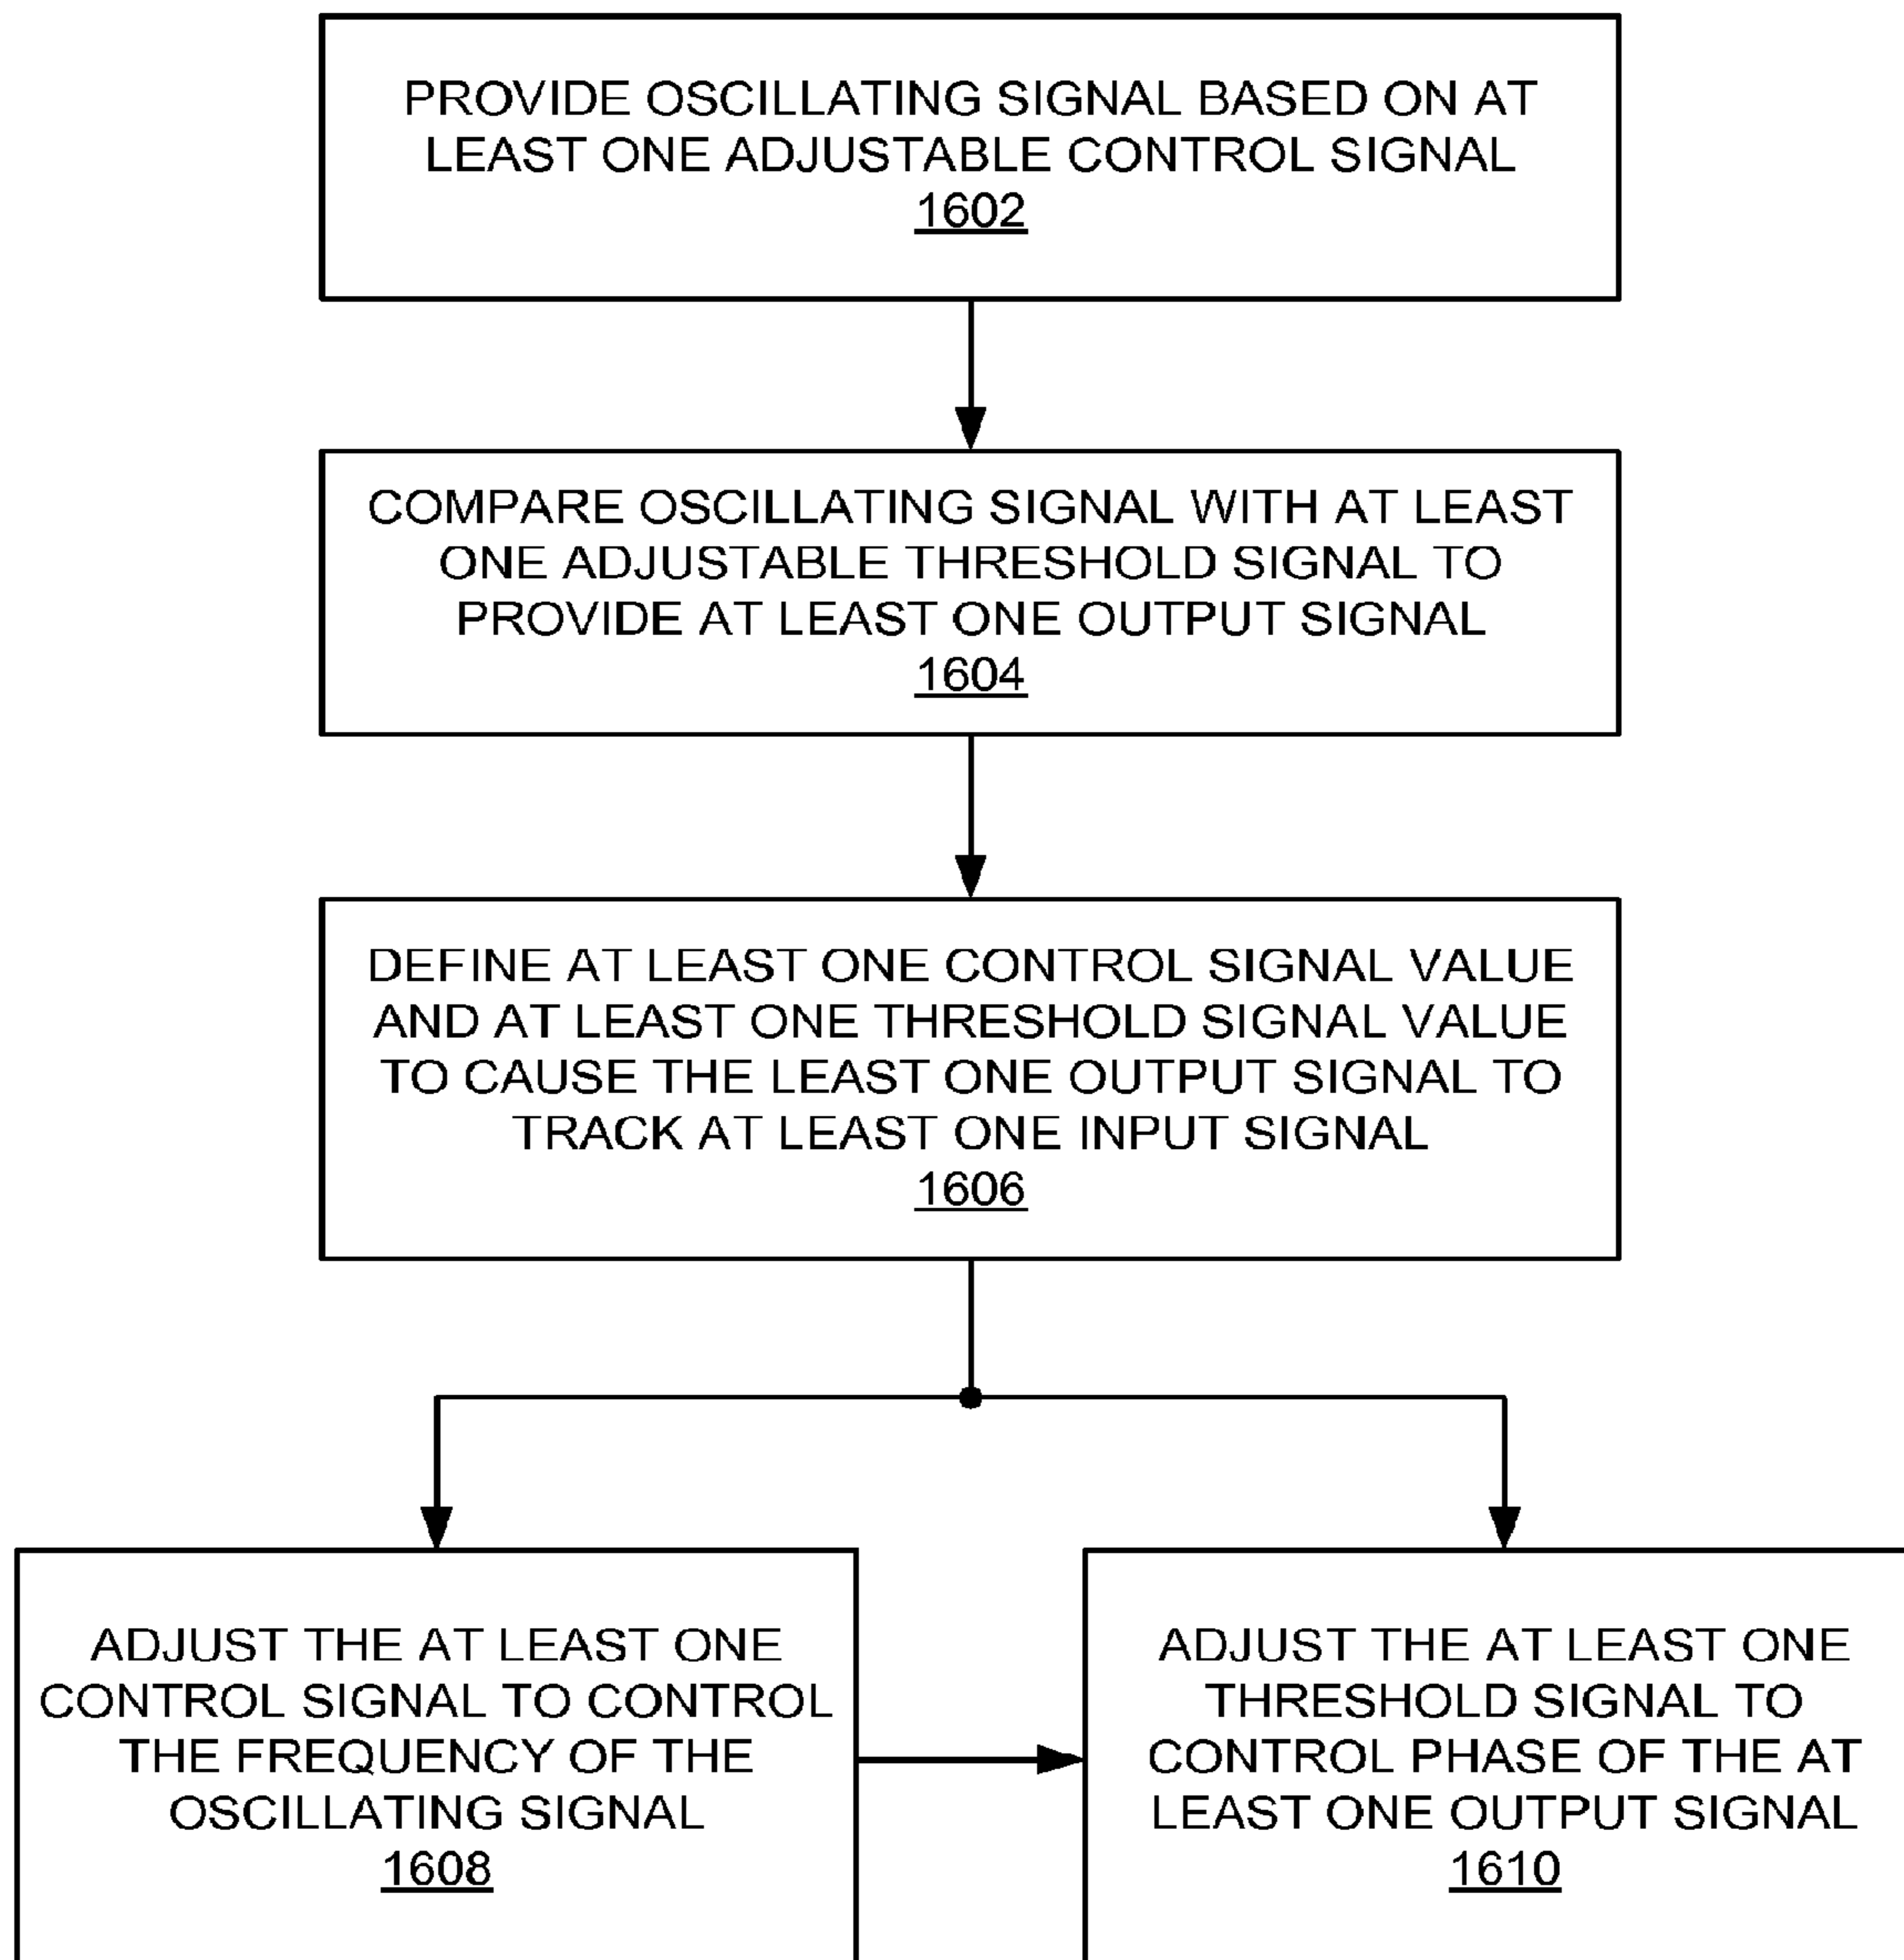 PROVIDE OSCILLATING SIGNAL BASED ON AT
LEAST ONE ADJUSTABLE CONTROL SIGNAL
1602
COMPARE OSCILLATING SIGNAL WITH AT LEAST
ONE ADJUSTABLE THRESHOLD SIGNAL TO
PROVIDE AT LEAST ONE OUTPUT SIGNAL
1604
DEFINE AT LEAST ONE CONTROL SIGNAL VALUE
AND AT LEAST ONE THRESHOLD SIGNAL VALUE
TO CAUSE THE LEAST ONE OUTPUT SIGNAL TO
TRACK AT LEAST ONE INPUT SIGNAL
1606
ADJUST THE AT LEAST ONE
CONTROL SIGNAL TO CONTROL
THE FREQUENCY OF THE
OSCILLATING SIGNAL
1608
ADJUST THE AT LEAST ONE
THRESHOLD SIGNAL TO
CONTROL PHASE OF THE AT
LEAST ONE OUTPUT SIGNAL
1610